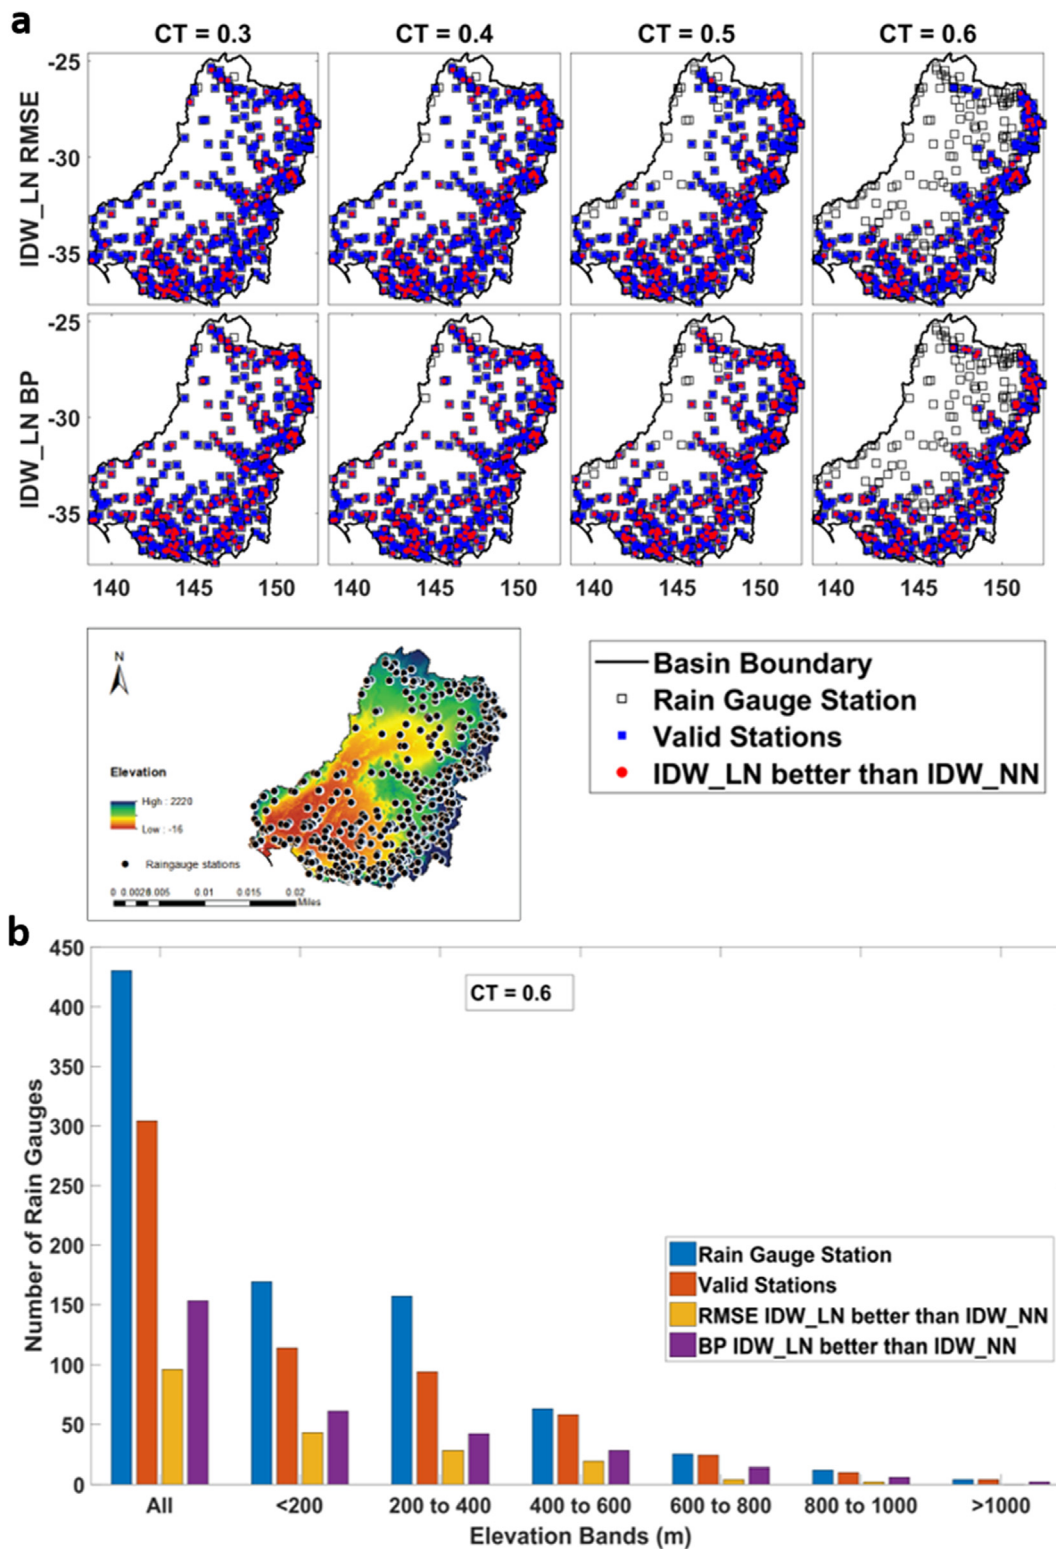 a
CT = 0.3 CT = 0.4 CT = 0.5 CT = 0.6
IDW_LN RMSE
-25
-30
-35
IDW_LN BP
-25
-30
-35
140 145 150 140 145 150 140 145 150 140 145 150
N
Elevation
High : 2220
Low : -16
Raingauge stations
0 0.005 0.01 0.015 0.02
Miles
Basin Boundary
Rain Gauge Station
Valid Stations
IDW_LN better than IDW_NN
b
Number of Rain Gauges
450
400
350
300
250
200
150
100
50
0
CT = 0.6
Rain Gauge Station
Valid Stations
RMSE IDW_LN better than IDW_NN
BP IDW_LN better than IDW_NN
All <200 200 to 400 400 to 600 600 to 800 800 to 1000 >1000
Elevation Bands (m)